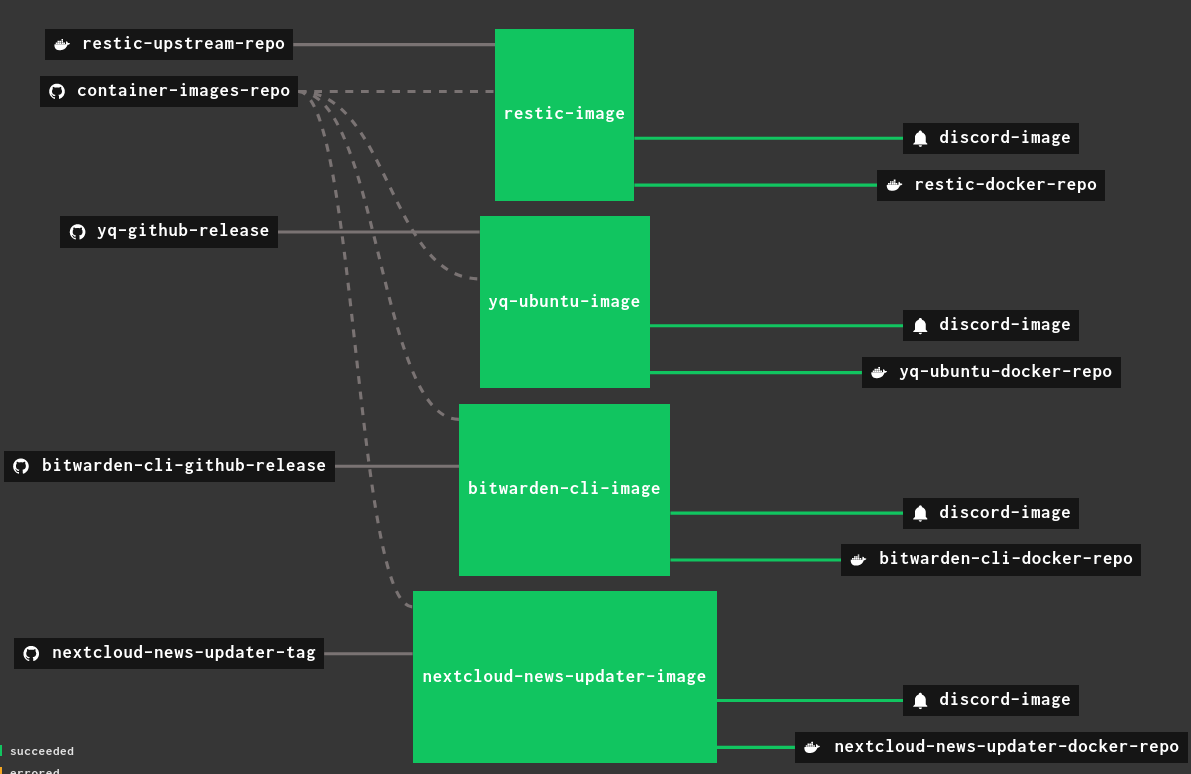 restic-upstream-repo
container-images-repo
restic-image
discord-image
restic-docker-repo
yq-github-release
yq-ubuntu-image
discord-image
yq-ubuntu-docker-repo
bitwarden-cli-github-release
bitwarden-cli-image
discord-image
bitwarden-cli-docker-repo
nextcloud-news-updater-tag
nextcloud-news-updater-image
discord-image
nextcloud-news-updater-docker-repo
succeeded
errored